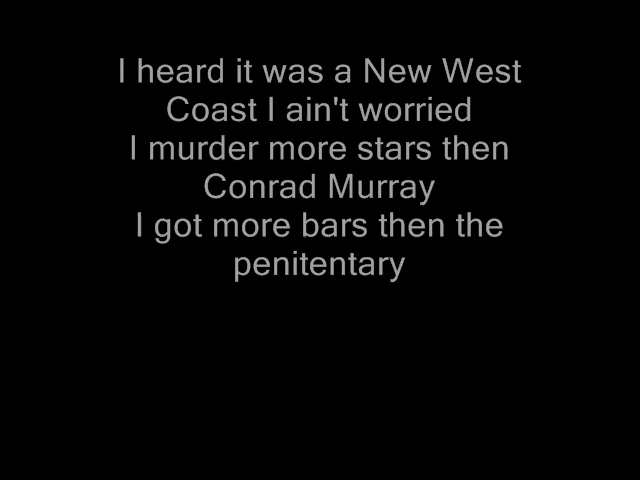 I heard it was a New West
Coast I ain't worried
I murder more stars then
Conrad Murray
I got more bars then the
penitentary